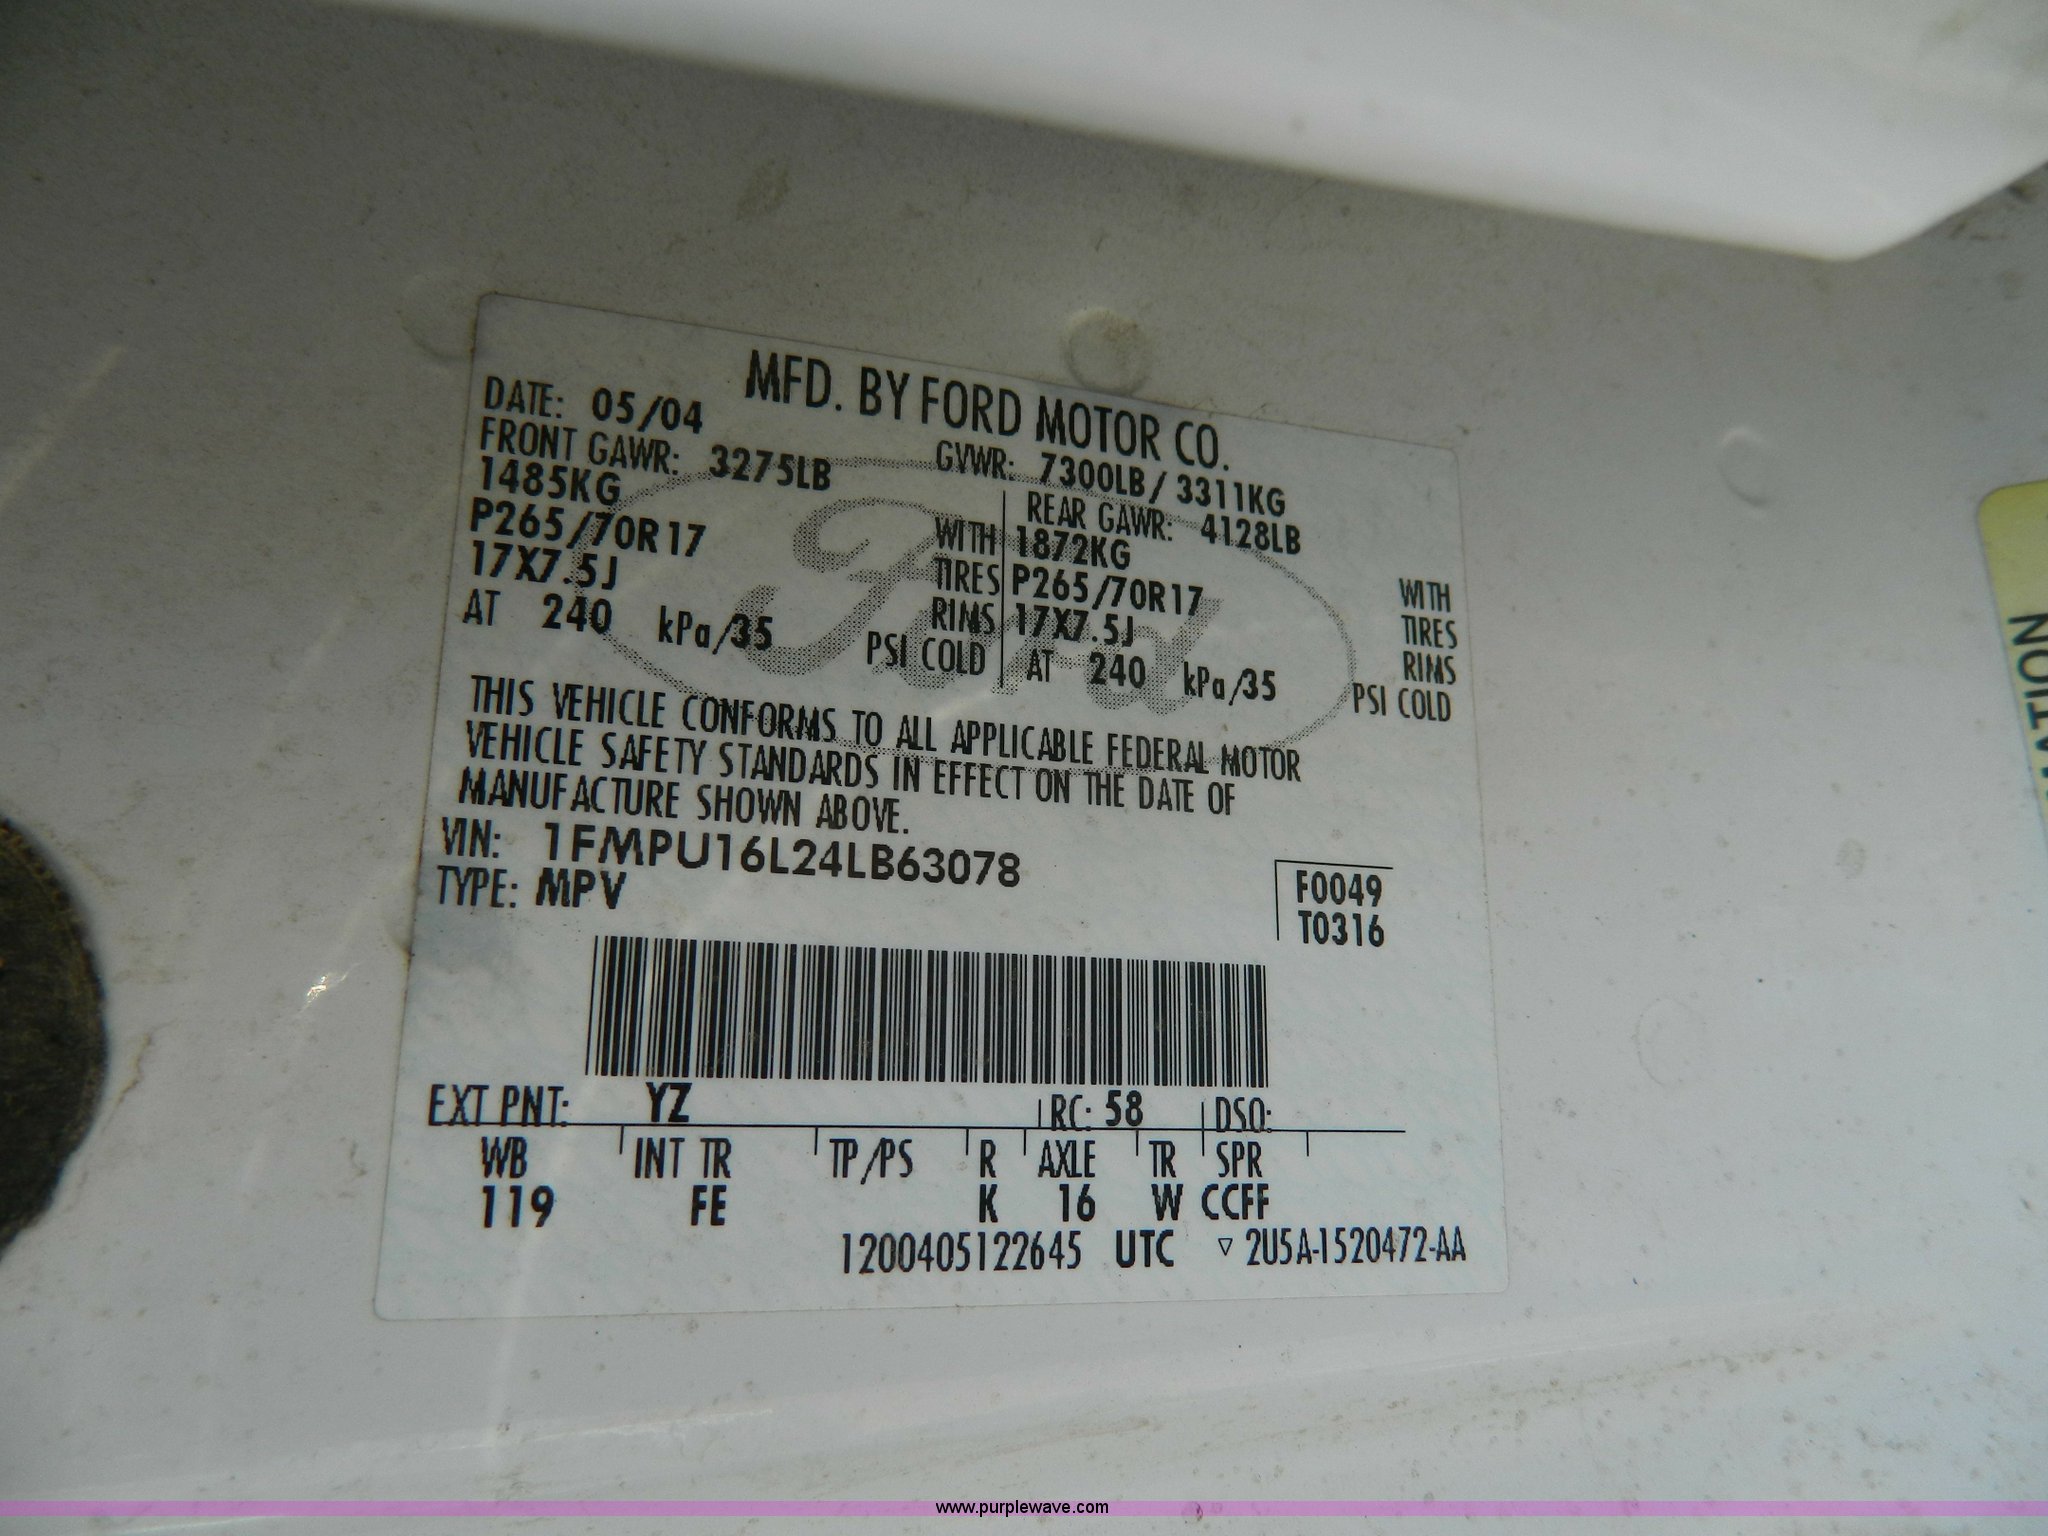 MFD. BY FORD MOTOR CO.
DATE: 05/04
GVWR: 7300LB/ 3311KG
FRONT GAWR: 3275LB
1485KG WITH
P265/70R17 TIRES
17X7.5J RIMS
AT 240 kPa/35 PSI COLD
REAR GAWR: 4128LB
1872KG WITH
P265/70R17 TIRES
17X7.5J RIMS
AT 240 kPa/35 PSI COLD
Ford
THIS VEHICLE CONFORMS TO ALL APPLICABLE FEDERAL MOTOR
VEHICLE SAFETY STANDARDS IN EFFECT ON THE DATE OF
MANUFACTURE SHOWN ABOVE.
VIN: 1FMPU16L24LB63078
TYPE: MPV
F0049
T0316
EXT PNT: YZ RC: 58 DSO:
WB INT TR TP/PS R AXLE TR SPR
119 FE K 16 W CCFF
1200405122645 UTC ▽ 2U5A-1520472-AA
www.purplewave.com